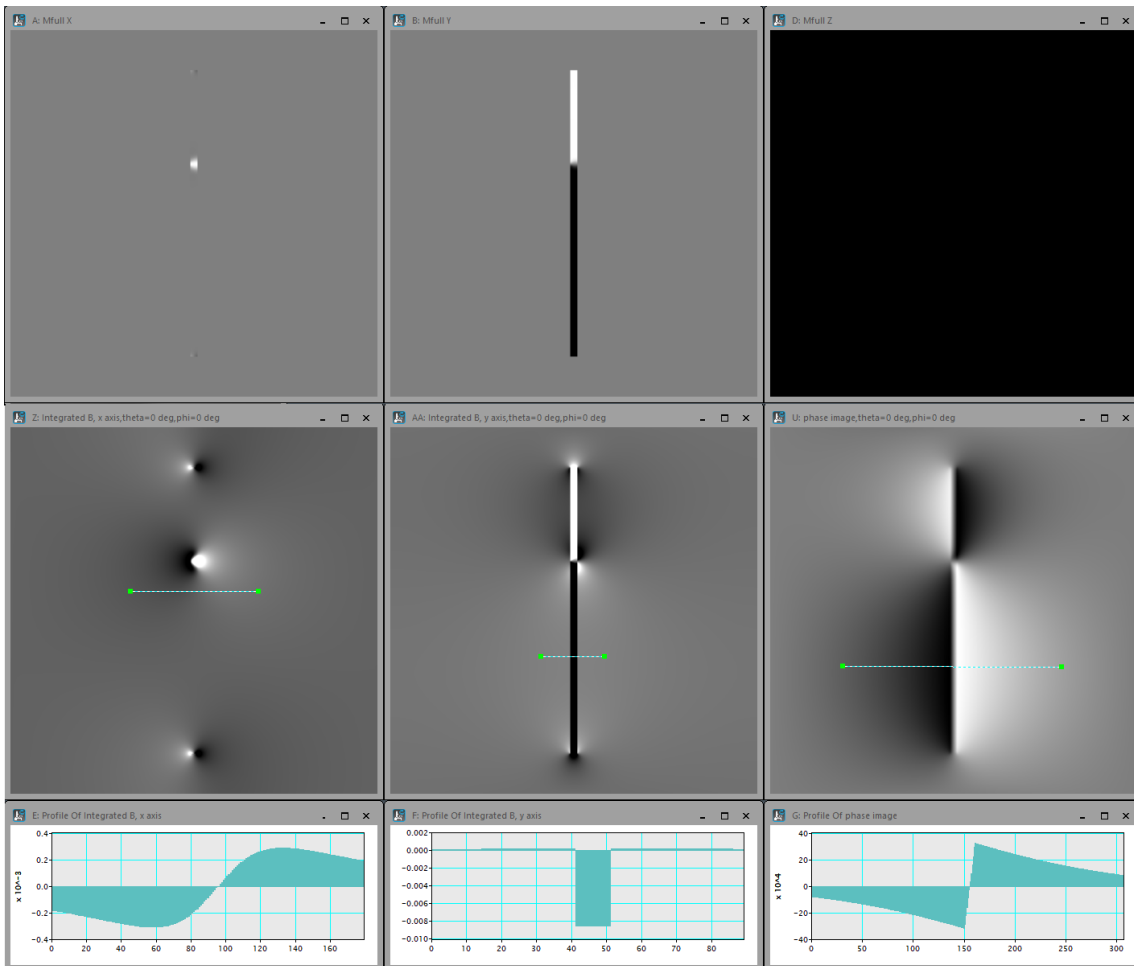 A: Mfull X
B: Mfull Y
D: Mfull Z
Z: Integrated B, x axis,theta=0 deg,phi=0 deg
AA: Integrated B, y axis,theta=0 deg,phi=0 deg
U: phase image,theta=0 deg,phi=0 deg
E: Profile Of Integrated B, x axis
0.4
0.2
0.0
-0.2
-0.4
x 10^-3
0 20 40 60 80 100 120 140 160
F: Profile Of Integrated B, y axis
0.002
0.000
-0.002
-0.004
-0.006
-0.008
-0.010
0 10 20 30 40 50 60 70 80
G: Profile Of phase image
40
20
0
-20
-40
x 10^4
0 50 100 150 200 250 300